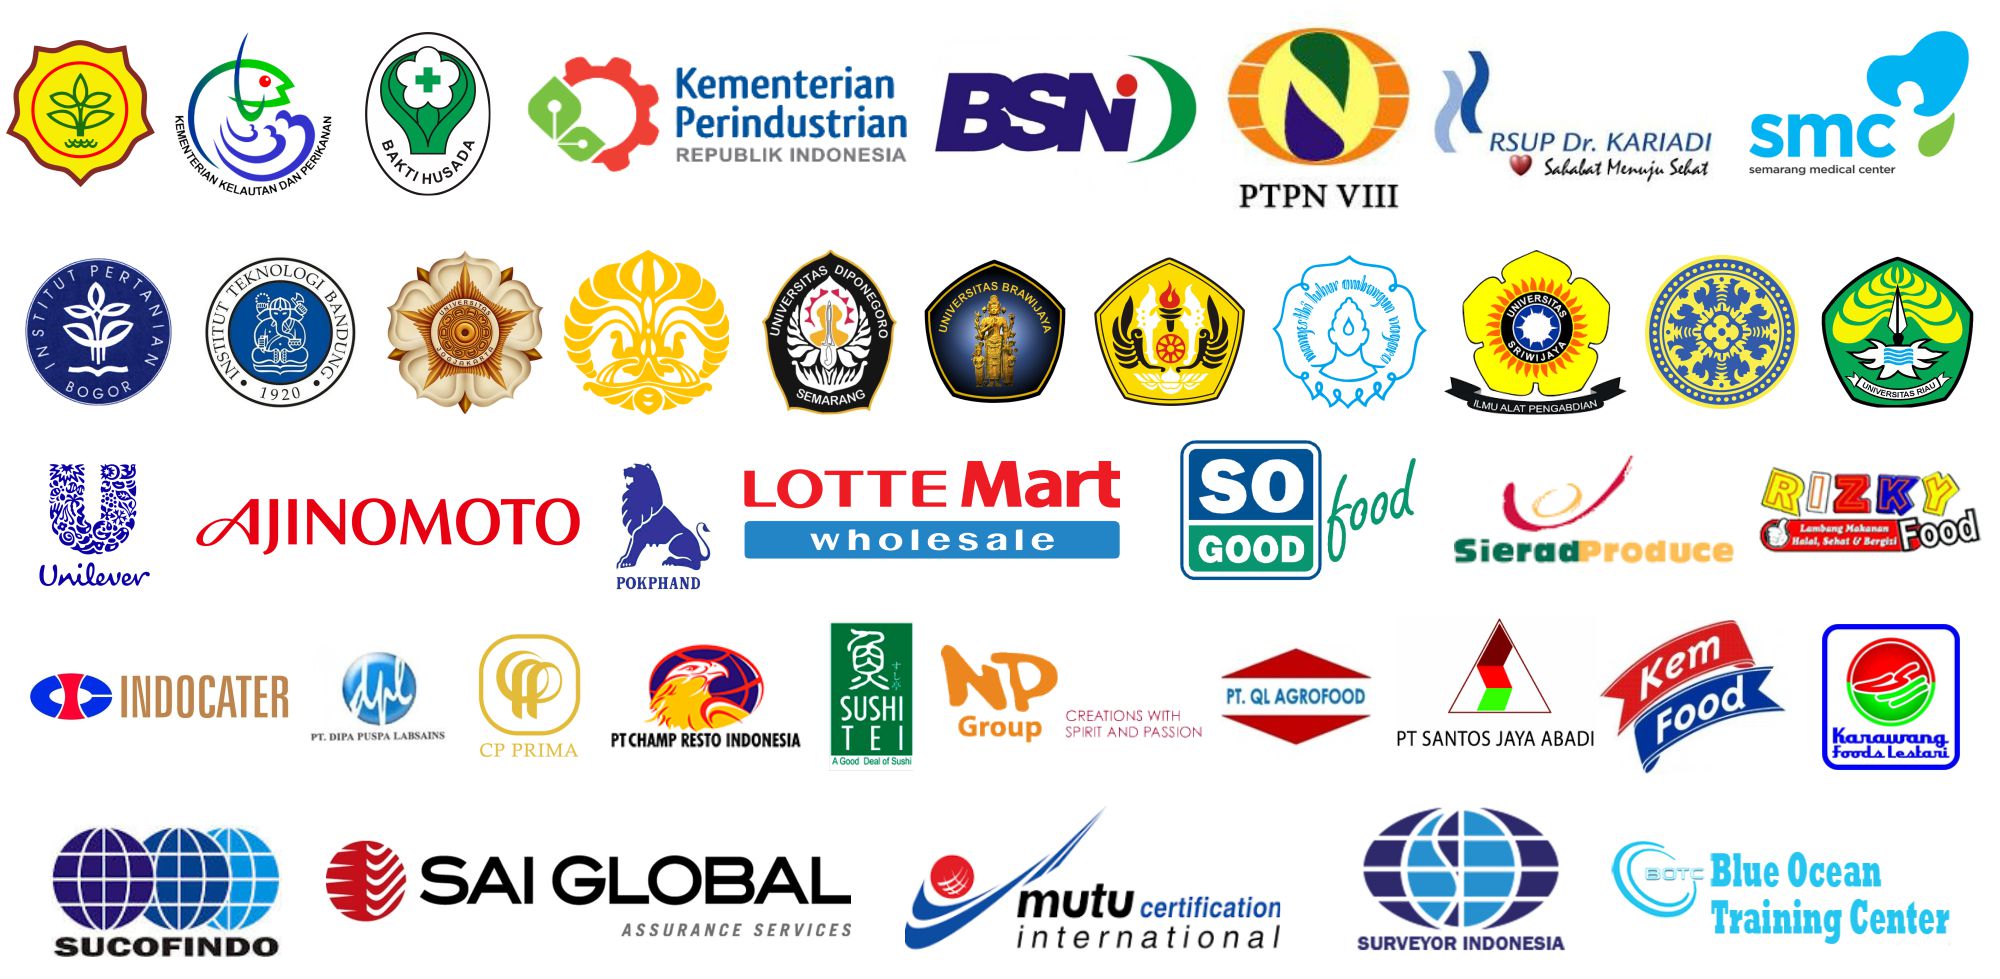 KEMENTERIAN KELAUTAN DAN PERIKANAN
BAKTI HUSADA
Kementerian
Perindustrian
REPUBLIK INDONESIA
BSNi
PTPN VIII
RSUP Dr. KARIADI
Sahabat Menuju Sehat
smc
semarang medical center
INSTITUT PERTANIAN
BOGOR
INSTITUT TEKNOLOGI BANDUNG
1920
UNIVERSITAS
UNIVERSITAS DIPONEGORO
SEMARANG
UNIVERSITAS BRAWIJAYA
UNIVERSITAS
SRIWIJAYA
ILMU ALAT PENGABDIAN
UNIVERSITAS RIAU
Unilever
AJINOMOTO
POKPHAND
LOTTE Mart
wholesale
SO
GOOD
food
SieradProduce
RIZKY
Food
Lambang Makanan
Halal, Sehat & Bergizi
INDOCATER
dpl
PT. DIPA PUSPA LABSAINS
CP PRIMA
PT CHAMP RESTO INDONESIA
SUSHI
TEI
A Good Deal of Sushi
NP
Group
CREATIONS WITH
SPIRIT AND PASSION
PT. QL AGROFOOD
PT SANTOS JAYA ABADI
Kem
Food
Karawang
Foods Lestari
SUCOFINDO
SAI GLOBAL
ASSURANCE SERVICES
mutu certification
international
SURVEYOR INDONESIA
BOTC
Blue Ocean
Training Center